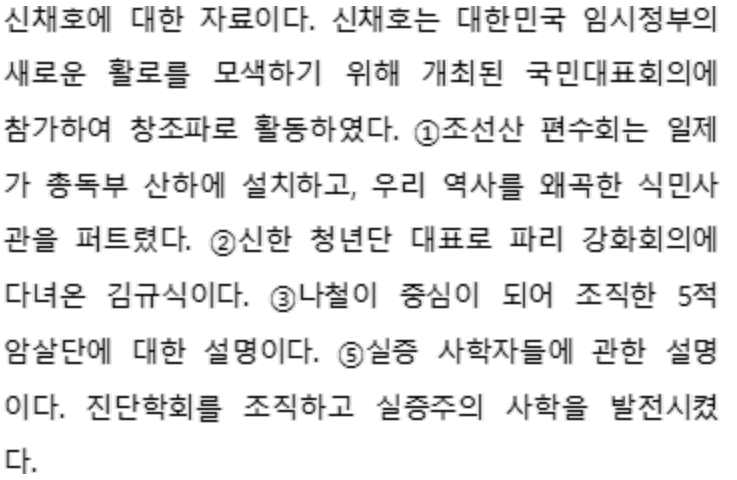 신채호에 대한 자료이다. 신채호는 대한민국 임시정부의
새로운 활로를 모색하기 위해 개최된 국민대표회의에
참가하여 창조파로 활동하였다. ①조선산 편수회는 일제
가 총독부 산하에 설치하고, 우리 역사를 왜곡한 식민사
관을 퍼트렸다. ②신한 청년단 대표로 파리 강화회의에
다녀온 김규식이다. ③나철이 중심이 되어 조직한 5적
암살단에 대한 설명이다. ⑤실증 사학자들에 관한 설명
이다. 진단학회를 조직하고 실증주의 사학을 발전시켰
다.